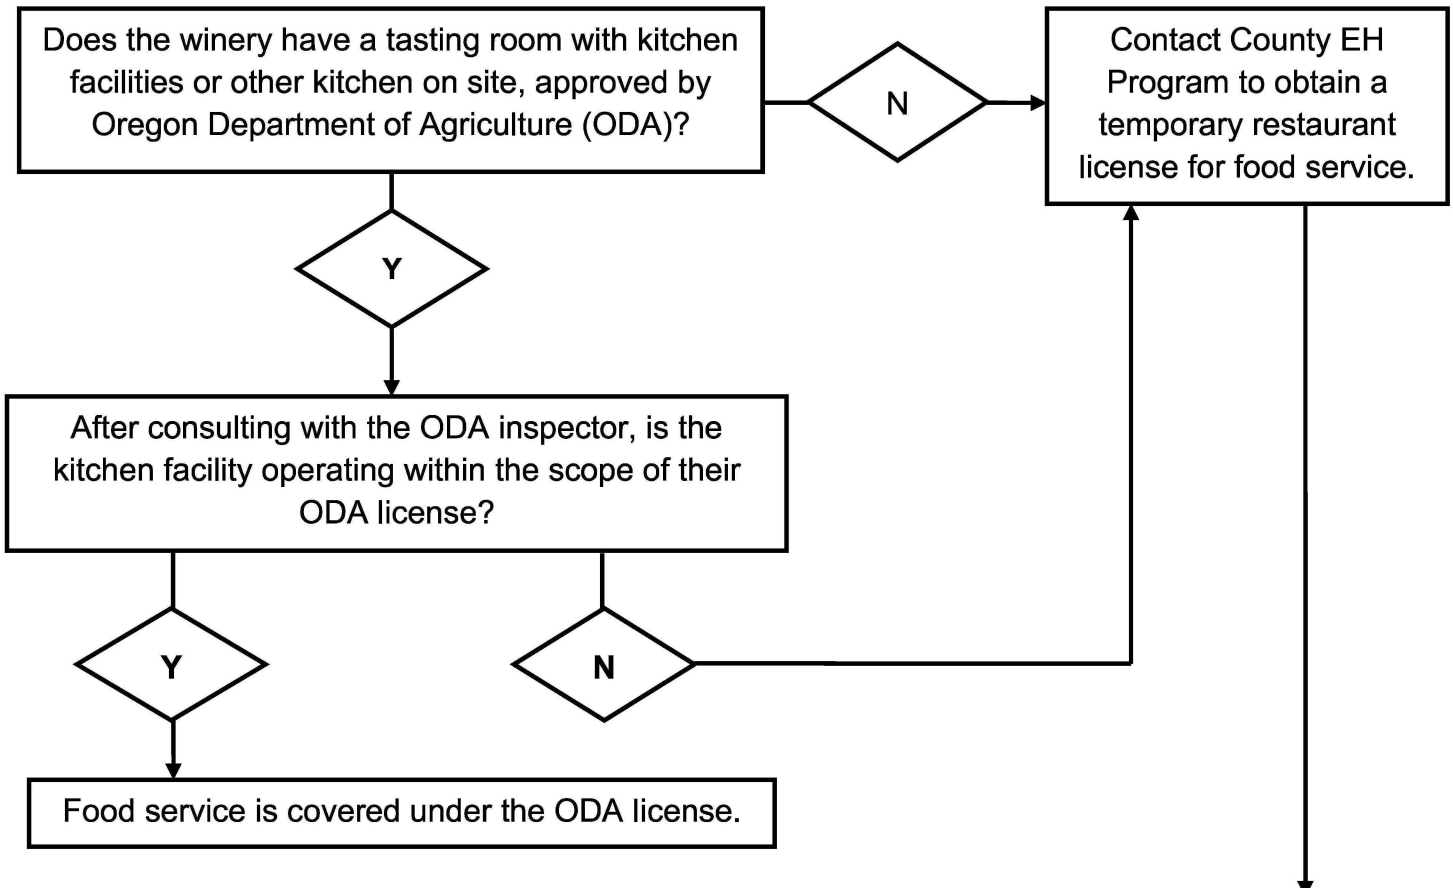 Does the winery have a tasting room with kitchen
facilities or other kitchen on site, approved by
Oregon Department of Agriculture (ODA)?
N
Contact County EH
Program to obtain a
temporary restaurant
license for food service.
Y
After consulting with the ODA inspector, is the
kitchen facility operating within the scope of their
ODA license?
Y
N
Food service is covered under the ODA license.